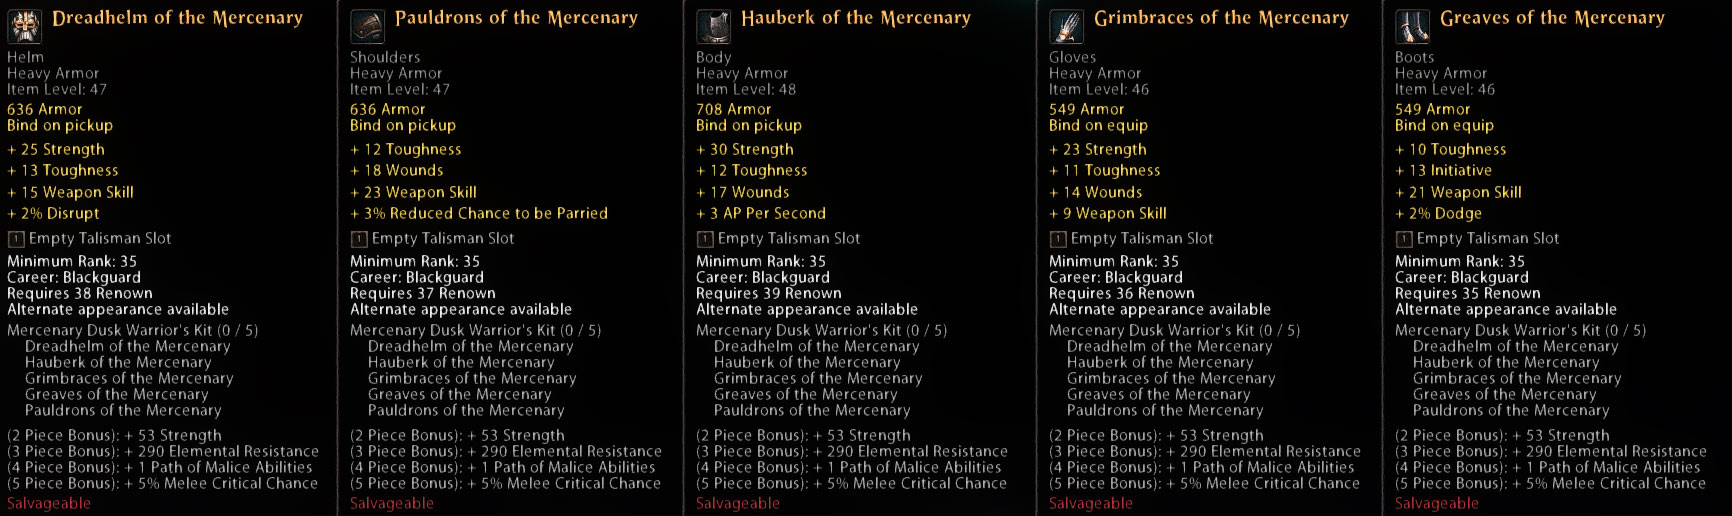 Dreadhelm of the Mercenary
Helm
Heavy Armor
Item Level: 47
636 Armor
Bind on pickup
+ 25 Strength
+ 13 Toughness
+ 15 Weapon Skill
+ 2% Disrupt
1 Empty Talisman Slot
Minimum Rank: 35
Career: Blackguard
Requires 38 Renown
Alternate appearance available
Mercenary Dusk Warrior's Kit (0 / 5)
Dreadhelm of the Mercenary
Hauberk of the Mercenary
Grimbraces of the Mercenary
Greaves of the Mercenary
Pauldrons of the Mercenary
(2 Piece Bonus): + 53 Strength
(3 Piece Bonus): + 290 Elemental Resistance
(4 Piece Bonus): + 1 Path of Malice Abilities
(5 Piece Bonus): + 5% Melee Critical Chance
Salvageable
Pauldrons of the Mercenary
Shoulders
Heavy Armor
Item Level: 47
636 Armor
Bind on pickup
+ 12 Toughness
+ 18 Wounds
+ 23 Weapon Skill
+ 3% Reduced Chance to be Parried
1 Empty Talisman Slot
Minimum Rank: 35
Career: Blackguard
Requires 37 Renown
Alternate appearance available
Mercenary Dusk Warrior's Kit (0 / 5)
Dreadhelm of the Mercenary
Hauberk of the Mercenary
Grimbraces of the Mercenary
Greaves of the Mercenary
Pauldrons of the Mercenary
(2 Piece Bonus): + 53 Strength
(3 Piece Bonus): + 290 Elemental Resistance
(4 Piece Bonus): + 1 Path of Malice Abilities
(5 Piece Bonus): + 5% Melee Critical Chance
Salvageable
Hauberk of the Mercenary
Body
Heavy Armor
Item Level: 48
708 Armor
Bind on pickup
+ 30 Strength
+ 12 Toughness
+ 17 Wounds
+ 3 AP Per Second
1 Empty Talisman Slot
Minimum Rank: 35
Career: Blackguard
Requires 39 Renown
Alternate appearance available
Mercenary Dusk Warrior's Kit (0 / 5)
Dreadhelm of the Mercenary
Hauberk of the Mercenary
Grimbraces of the Mercenary
Greaves of the Mercenary
Pauldrons of the Mercenary
(2 Piece Bonus): + 53 Strength
(3 Piece Bonus): + 290 Elemental Resistance
(4 Piece Bonus): + 1 Path of Malice Abilities
(5 Piece Bonus): + 5% Melee Critical Chance
Salvageable
Grimbraces of the Mercenary
Gloves
Heavy Armor
Item Level: 46
549 Armor
Bind on equip
+ 23 Strength
+ 11 Toughness
+ 14 Wounds
+ 9 Weapon Skill
1 Empty Talisman Slot
Minimum Rank: 35
Career: Blackguard
Requires 36 Renown
Alternate appearance available
Mercenary Dusk Warrior's Kit (0 / 5)
Dreadhelm of the Mercenary
Hauberk of the Mercenary
Grimbraces of the Mercenary
Greaves of the Mercenary
Pauldrons of the Mercenary
(2 Piece Bonus): + 53 Strength
(3 Piece Bonus): + 290 Elemental Resistance
(4 Piece Bonus): + 1 Path of Malice Abilities
(5 Piece Bonus): + 5% Melee Critical Chance
Salvageable
Greaves of the Mercenary
Boots
Heavy Armor
Item Level: 46
549 Armor
Bind on equip
+ 10 Toughness
+ 13 Initiative
+ 21 Weapon Skill
+ 2% Dodge
1 Empty Talisman Slot
Minimum Rank: 35
Career: Blackguard
Requires 35 Renown
Alternate appearance available
Mercenary Dusk Warrior's Kit (0 / 5)
Dreadhelm of the Mercenary
Hauberk of the Mercenary
Grimbraces of the Mercenary
Greaves of the Mercenary
Pauldrons of the Mercenary
(2 Piece Bonus): + 53 Strength
(3 Piece Bonus): + 290 Elemental Resistance
(4 Piece Bonus): + 1 Path of Malice Abilities
(5 Piece Bonus): + 5% Melee Critical Chance
Salvageable